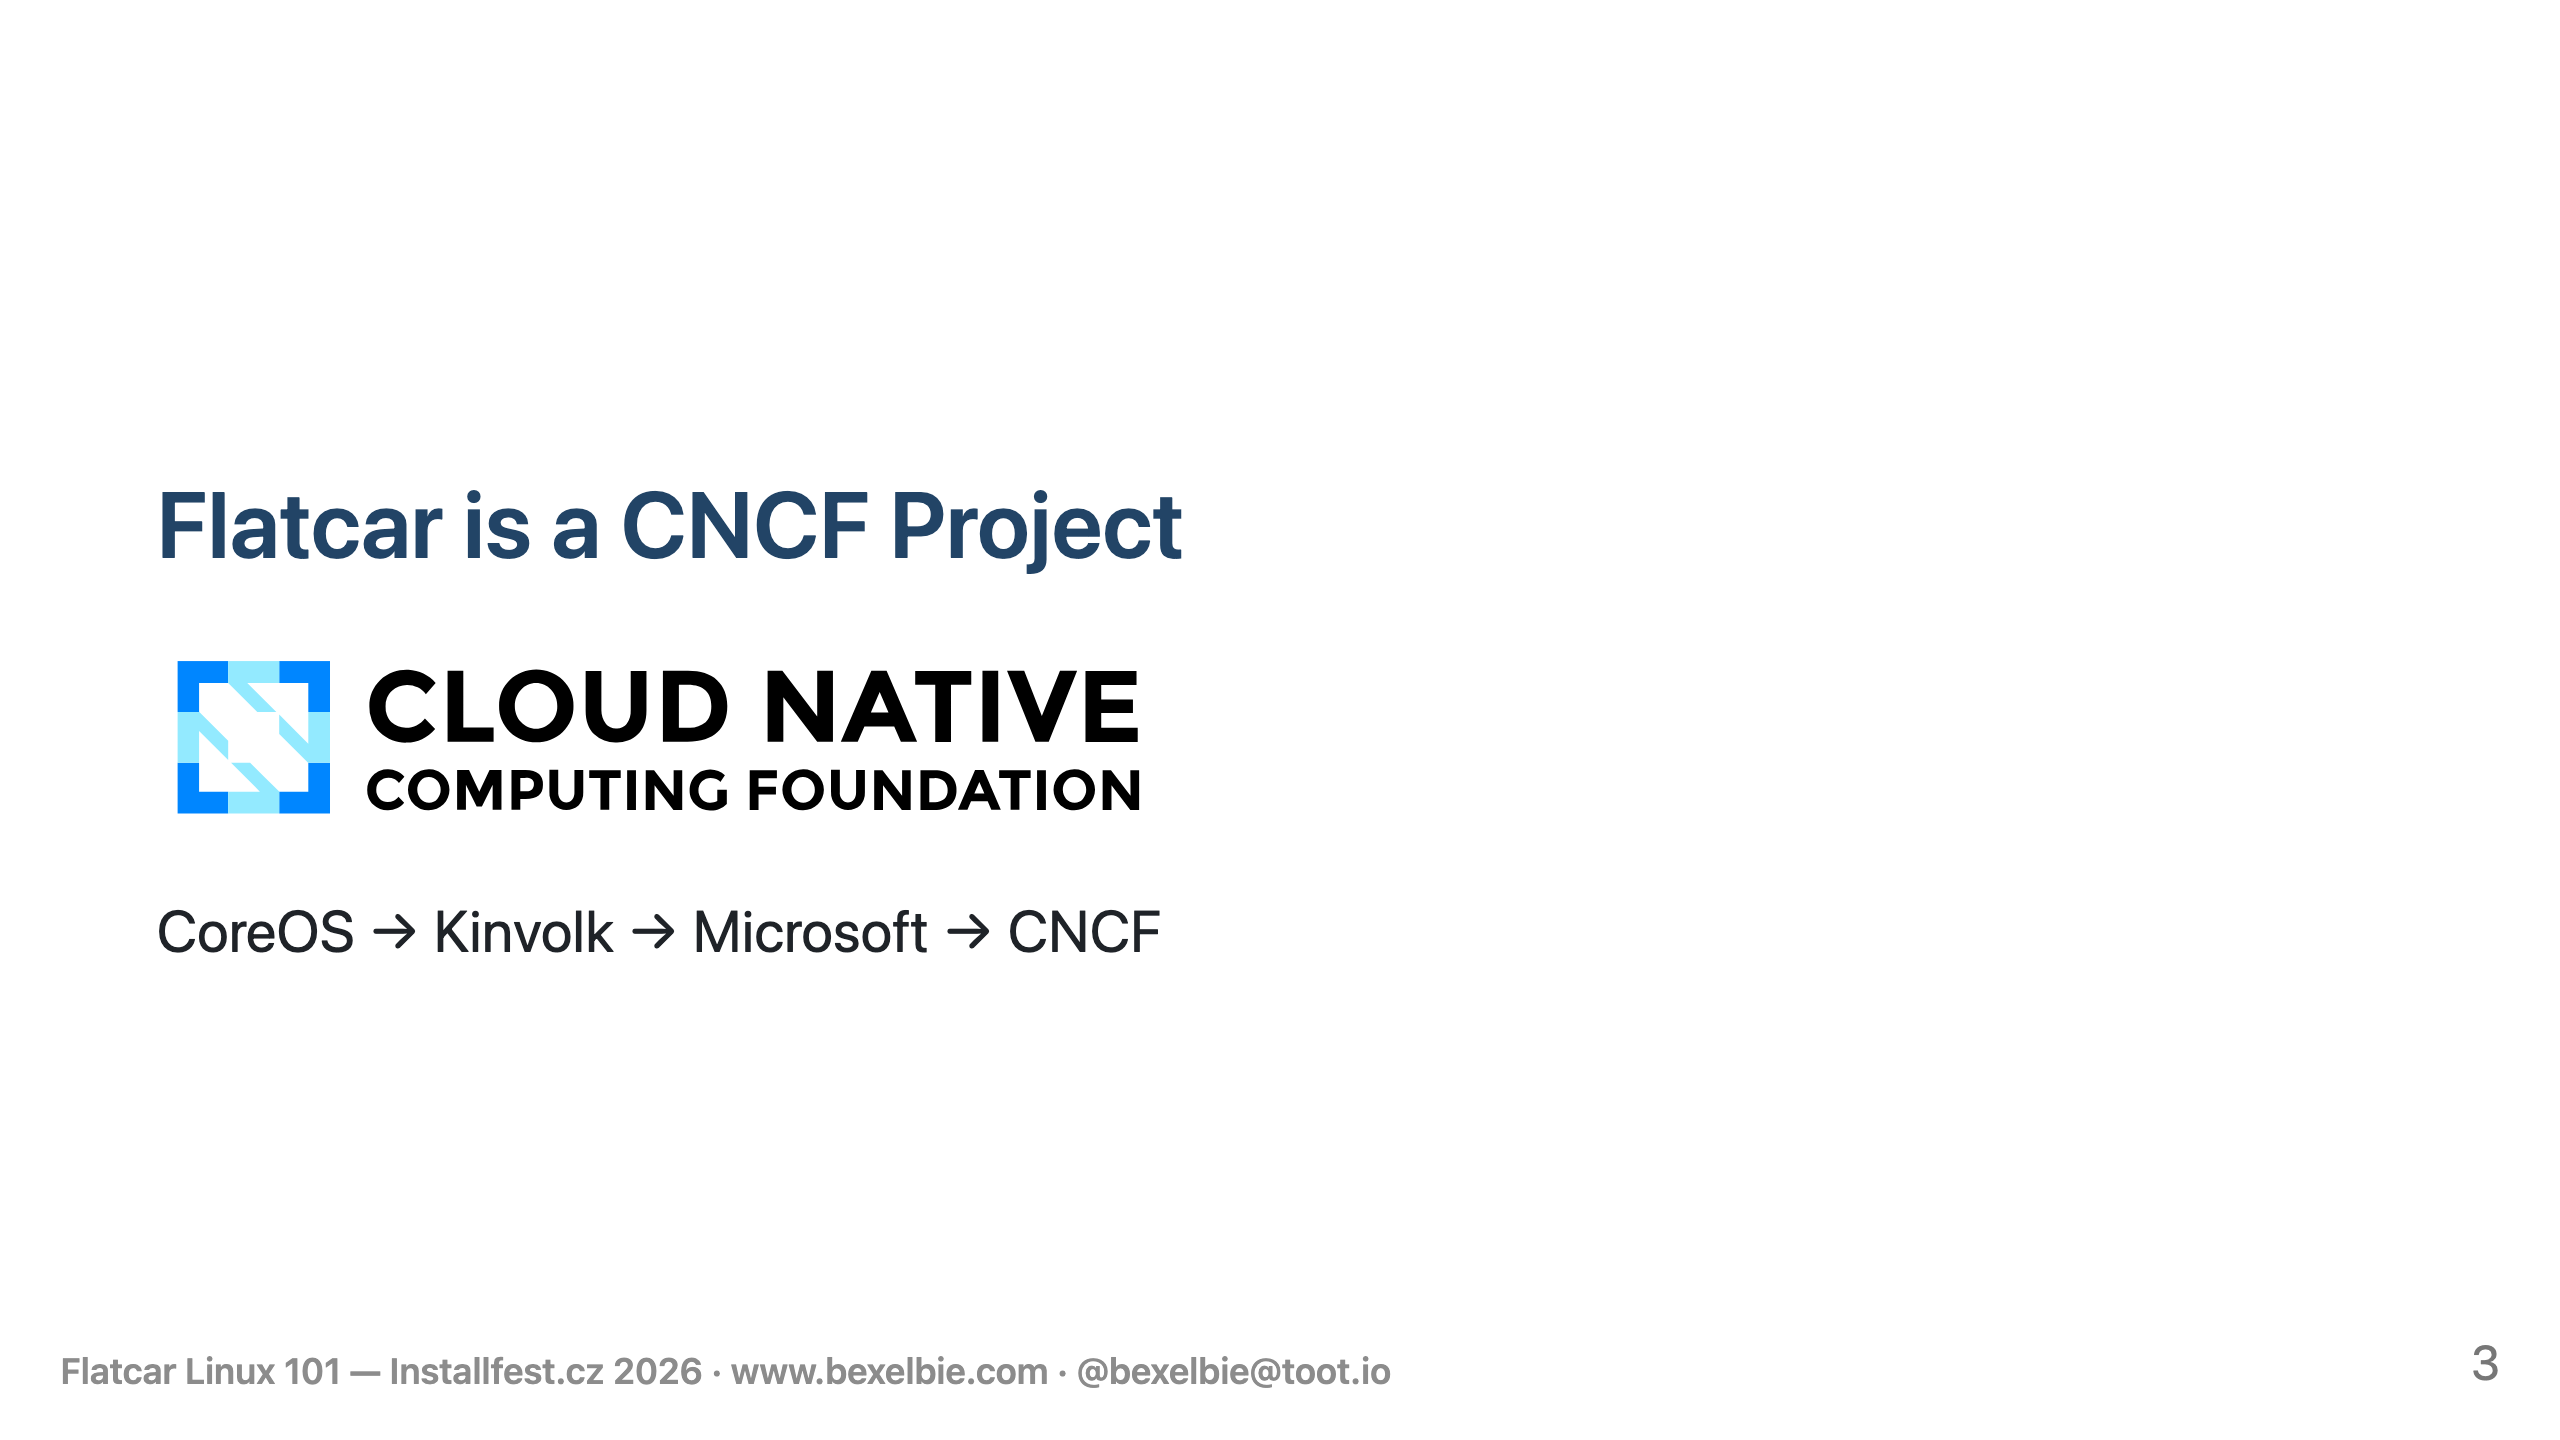 Flatcar is a CNCF Project
CLOUD NATIVE
COMPUTING FOUNDATION
CoreOS → Kinvolk → Microsoft → CNCF
Flatcar Linux 101 — Installfest.cz 2026 · www.bexelbie.com · @bexelbie@toot.io
3